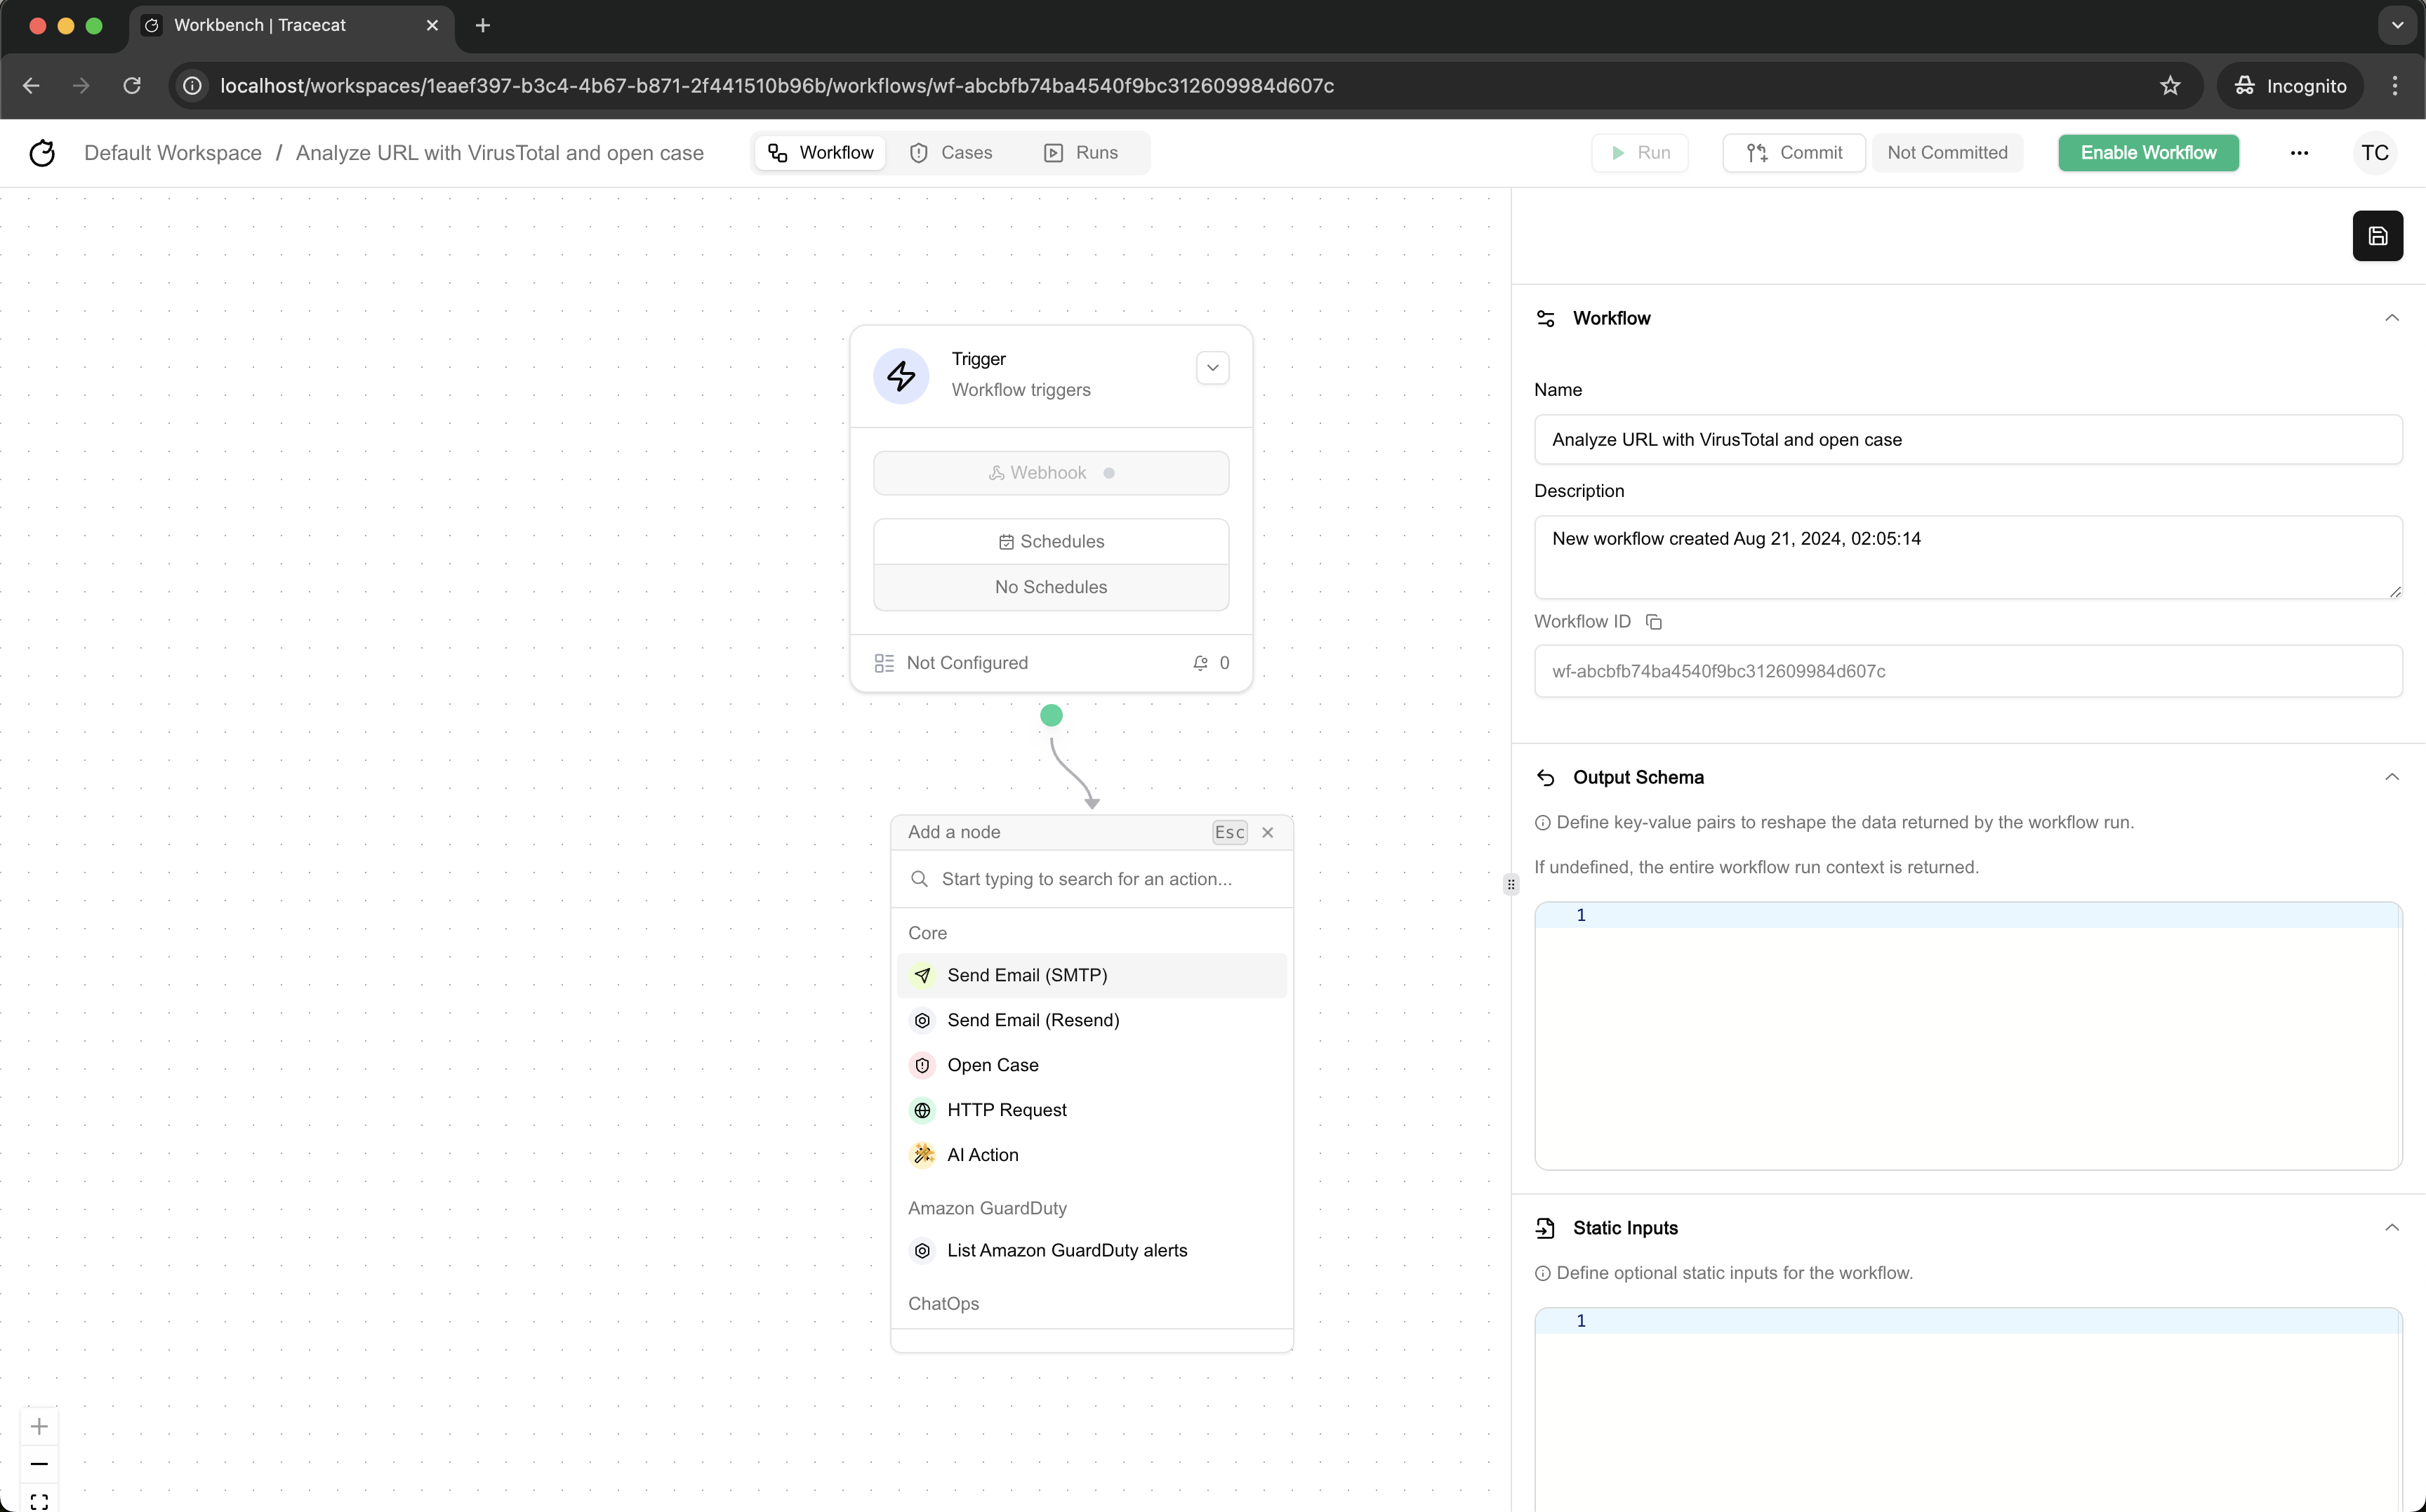 Workbench | Tracecat
localhost/workspaces/1eaef397-b3c4-4b67-b871-2f441510b96b/workflows/wf-abcbfb74ba4540f9bc312609984d607c
Incognito
Default Workspace / Analyze URL with VirusTotal and open case
Workflow
Cases
Runs
Run
Commit
Not Committed
Enable Workflow
TC
Trigger
Workflow triggers
Webhook
Schedules
No Schedules
Not Configured
0
Add a node
Esc
Start typing to search for an action...
Core
Send Email (SMTP)
Send Email (Resend)
Open Case
HTTP Request
AI Action
Amazon GuardDuty
List Amazon GuardDuty alerts
ChatOps
Workflow
Name
Analyze URL with VirusTotal and open case
Description
New workflow created Aug 21, 2024, 02:05:14
Workflow ID
wf-abcbfb74ba4540f9bc312609984d607c
Output Schema
Define key-value pairs to reshape the data returned by the workflow run.
If undefined, the entire workflow run context is returned.
1
Static Inputs
Define optional static inputs for the workflow.
1